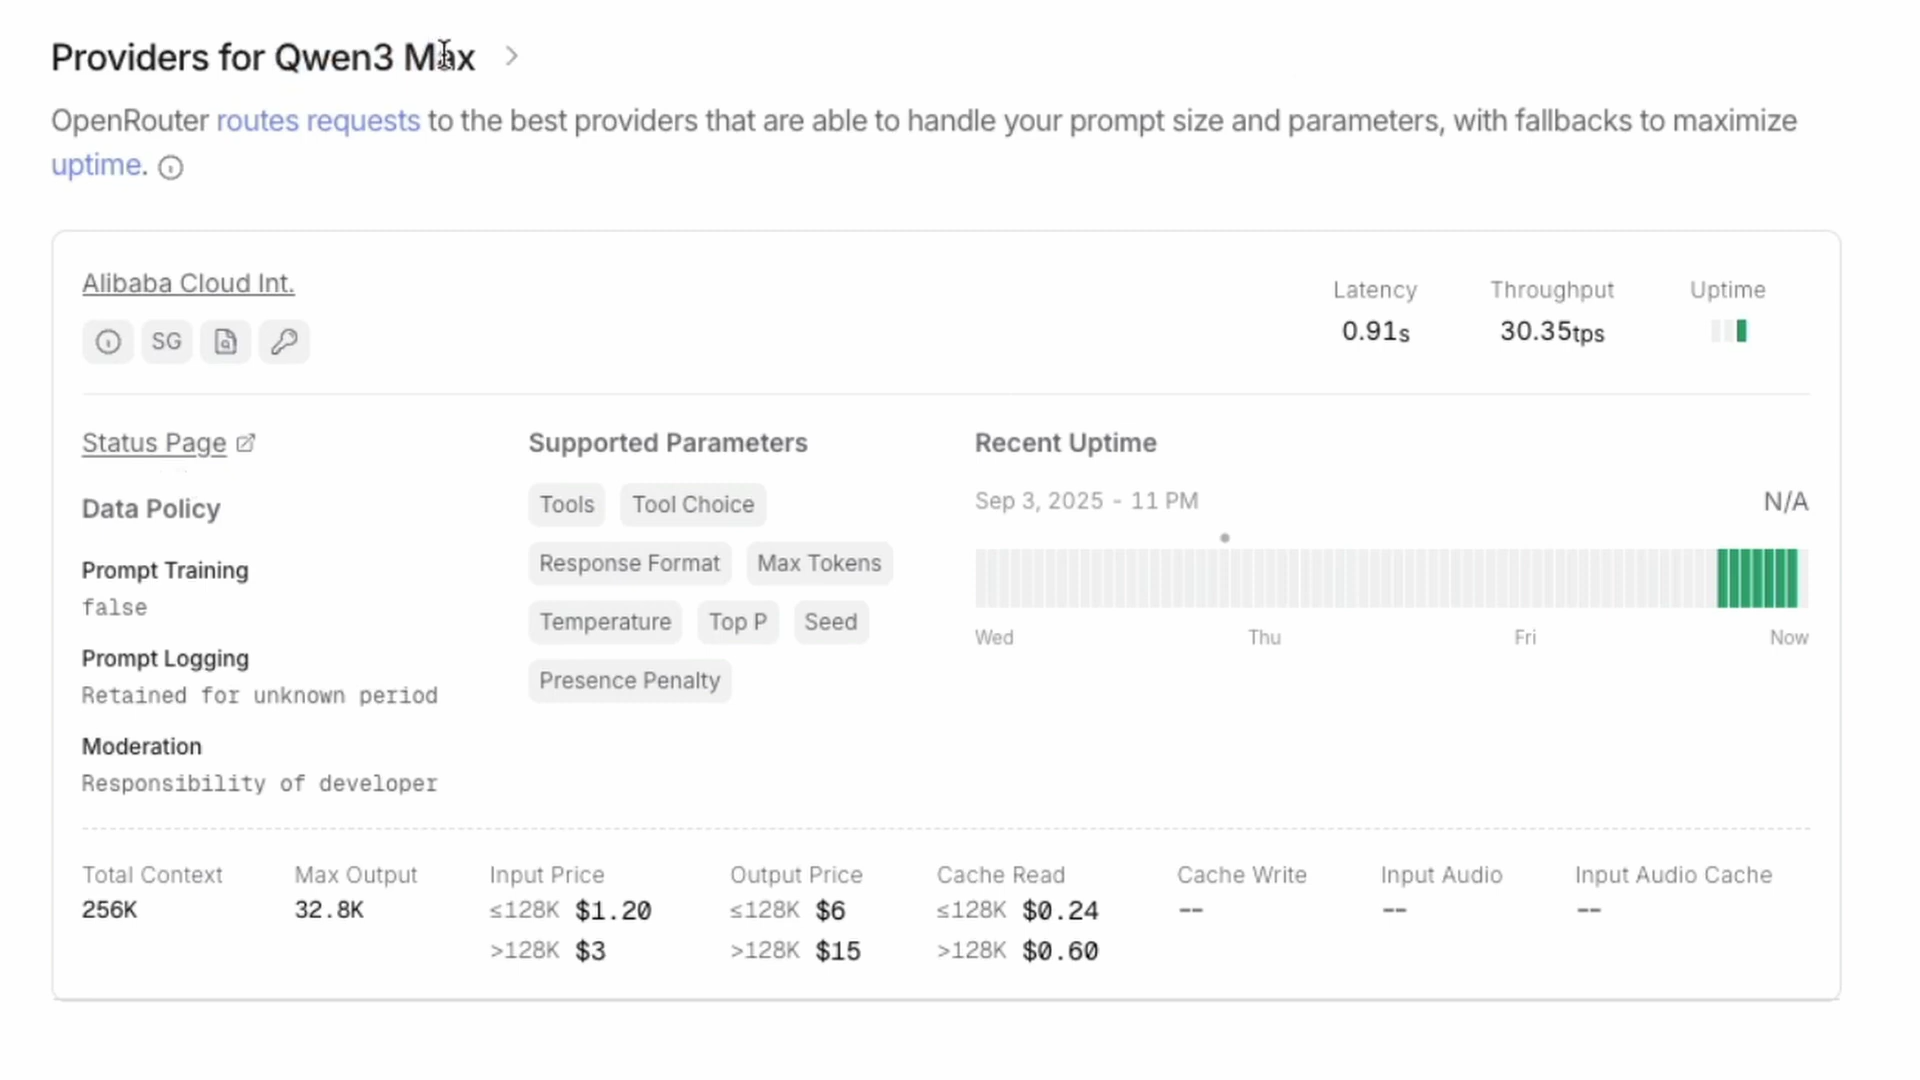 Providers for Qwen3 Max
OpenRouter routes requests to the best providers that are able to handle your prompt size and parameters, with fallbacks to maximize
uptime.
Alibaba Cloud Int.
SG
Latency
0.91s
Throughput
30.35tps
Uptime
Status Page
Data Policy
Prompt Training
false
Prompt Logging
Retained for unknown period
Moderation
Responsibility of developer
Supported Parameters
Tools Tool Choice
Response Format Max Tokens
Temperature Top P Seed
Presence Penalty
Recent Uptime
Sep 3, 2025 - 11 PM N/A
Wed Thu Fri Now
Total Context
256K
Max Output
32.8K
Input Price
≤128K $1.20
>128K $3
Output Price
≤128K $6
>128K $15
Cache Read
≤128K $0.24
>128K $0.60
Cache Write
--
Input Audio
--
Input Audio Cache
--